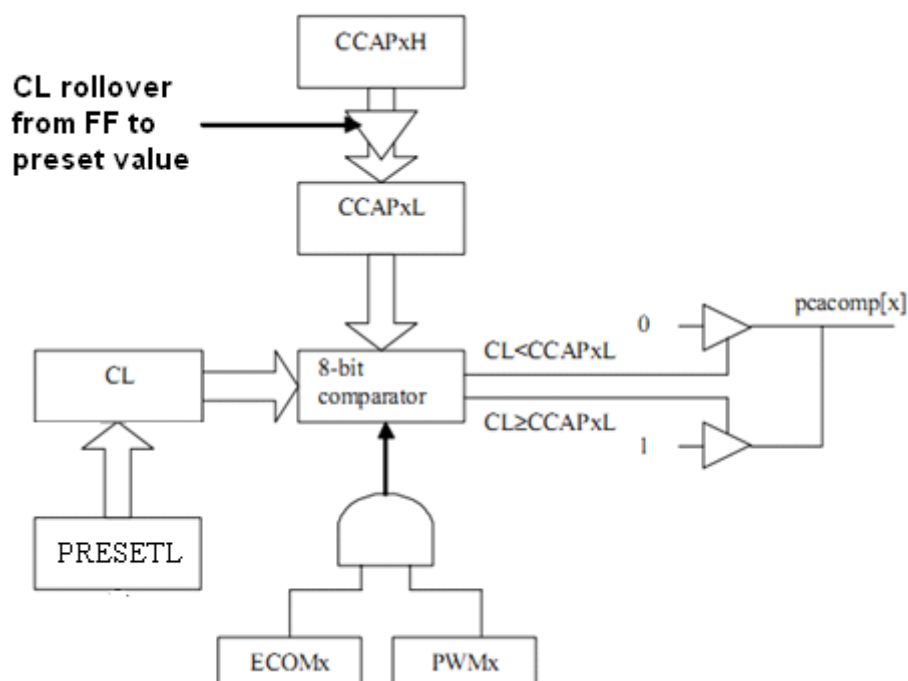 CCAPxH
CL rollover
from FF to
preset value
CCAPxL
pcacomp[x]
0
CL<CCAPxL
CL
8-bit
comparator
CL≥CCAPxL
1
PRESETL
ECOMx
PWMx